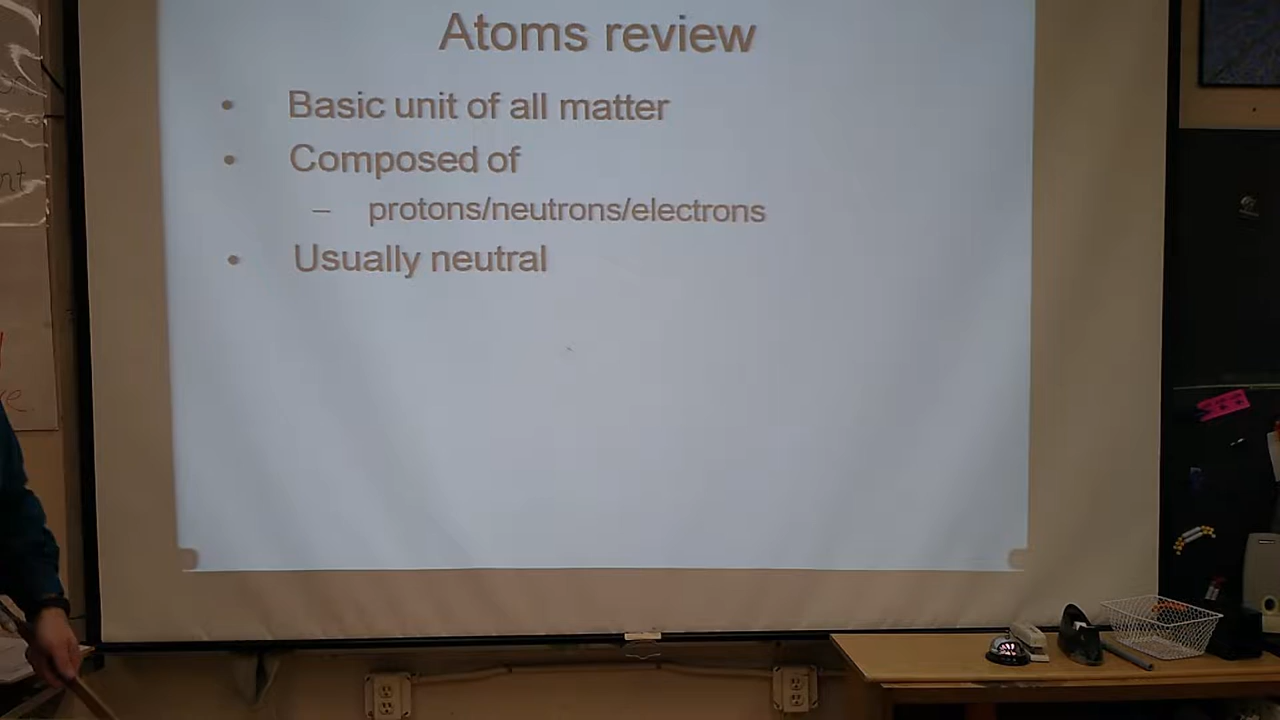 Atoms review
• Basic unit of all matter
• Composed of
– protons/neutrons/electrons
• Usually neutral